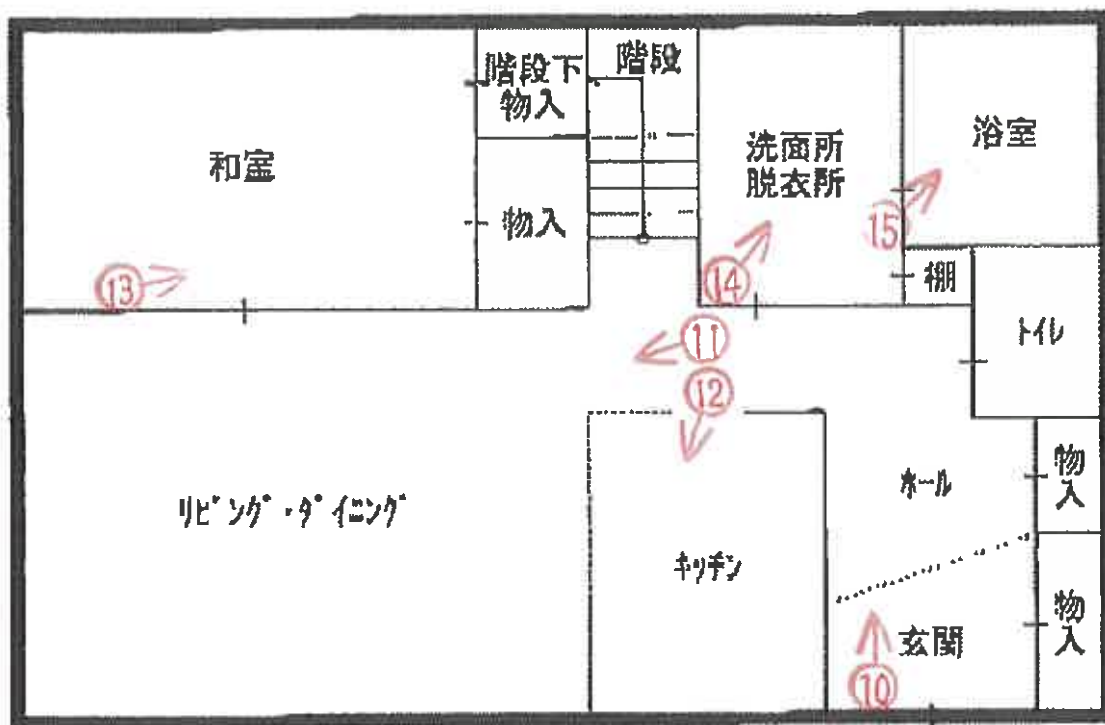 階段下
物入
階段
洗面所
脱衣所
浴室
和室
物入
⑮
⑬
⑭
棚
⑪
トイレ
⑫
物
入
ホール
リビング・ダイニング
キッチン
物
入
玄関
⑩